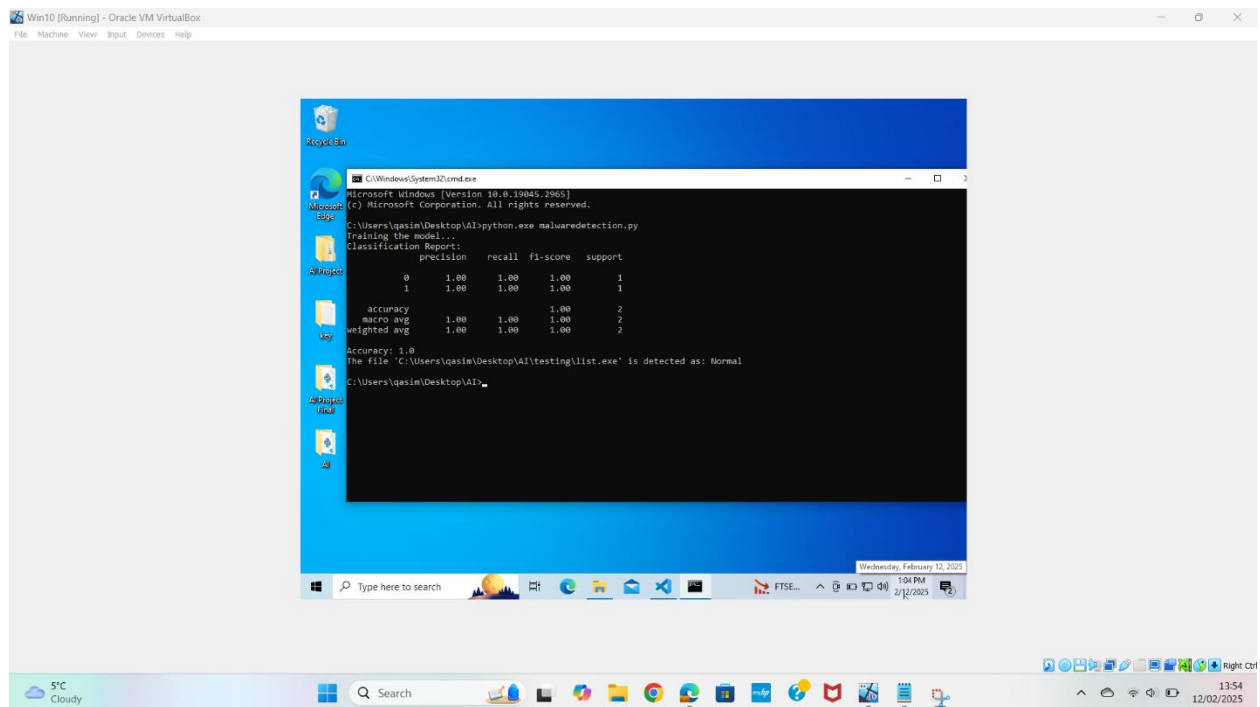 Win10 [Running] - Oracle VM VirtualBox
File Machine View Input Devices Help
Recycle Bin
Microsoft Edge
AI Project
key
AI Project Final
AI
C:\Windows\System32\cmd.exe
Microsoft Windows [Version 10.0.19045.2965]
(c) Microsoft Corporation. All rights reserved.
C:\Users\qasim\Desktop\AI>python.exe malwaredetection.py
Training the model...
Classification Report:
precision recall f1-score support
0 1.00 1.00 1.00 1
1 1.00 1.00 1.00 1
accuracy 1.00 2
macro avg 1.00 1.00 1.00 2
weighted avg 1.00 1.00 1.00 2
Accuracy: 1.0
The file 'C:\Users\qasim\Desktop\AI\testing\list.exe' is detected as: Normal
C:\Users\qasim\Desktop\AI>
Wednesday, February 12, 2025
Type here to search
FTSE...
1:04 PM
2/12/2025
2
Right Ctrl
5°C
Cloudy
Search
13:54
12/02/2025